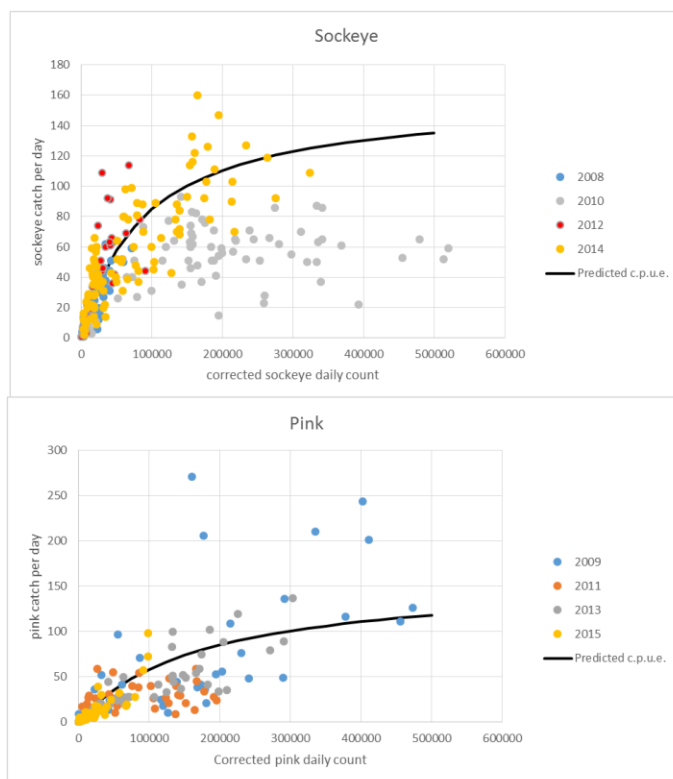 Sockeye
180
160
140
120
100
80
60
40
20
0
0 100000 200000 300000 400000 500000 600000
sockeye catch per day
corrected sockeye daily count
2008
2010
2012
2014
Predicted c.p.u.e.
Pink
300
250
200
150
100
50
0
0 100000 200000 300000 400000 500000 600000
pink catch per day
Corrected pink daily count
2009
2011
2013
2015
Predicted c.p.u.e.